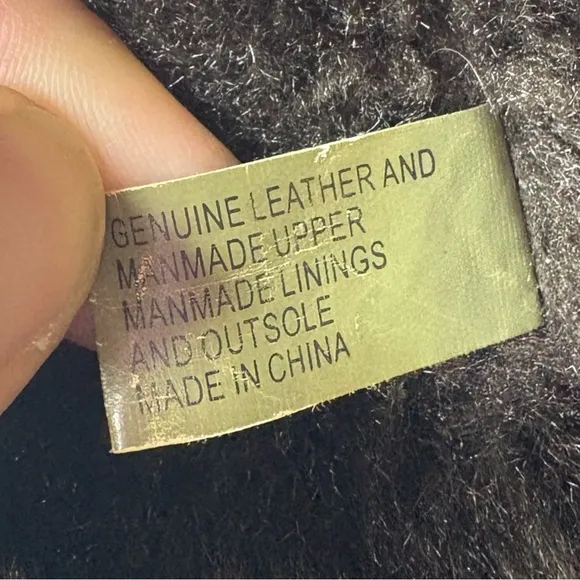 GENUINE LEATHER AND
MANMADE UPPER
MANMADE LININGS
AND OUTSOLE
MADE IN CHINA